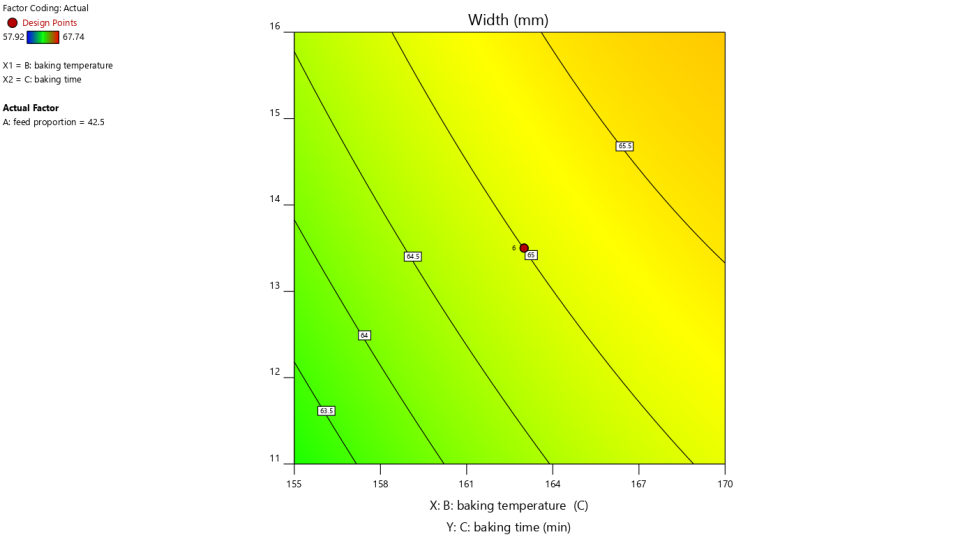 Factor Coding: Actual
Width (mm)
Design Points
57.92 67.74
X1 = B: baking temperature
X2 = C: baking time
Actual Factor
A: feed proportion = 42.5
16
15
14
13
12
11
65.5
6
65
64.5
64
63.5
155 158 161 164 167 170
X: B: baking temperature (C)
Y: C: baking time (min)